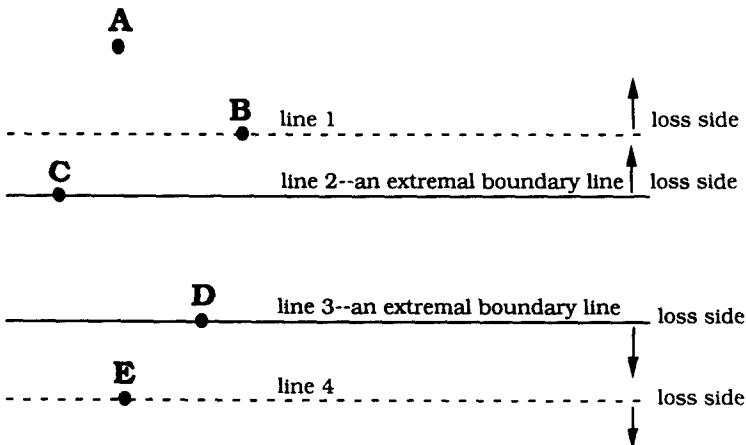 A
B
line 1
loss side
C
line 2--an extremal boundary line
loss side
D
line 3--an extremal boundary line
loss side
E
line 4
loss side